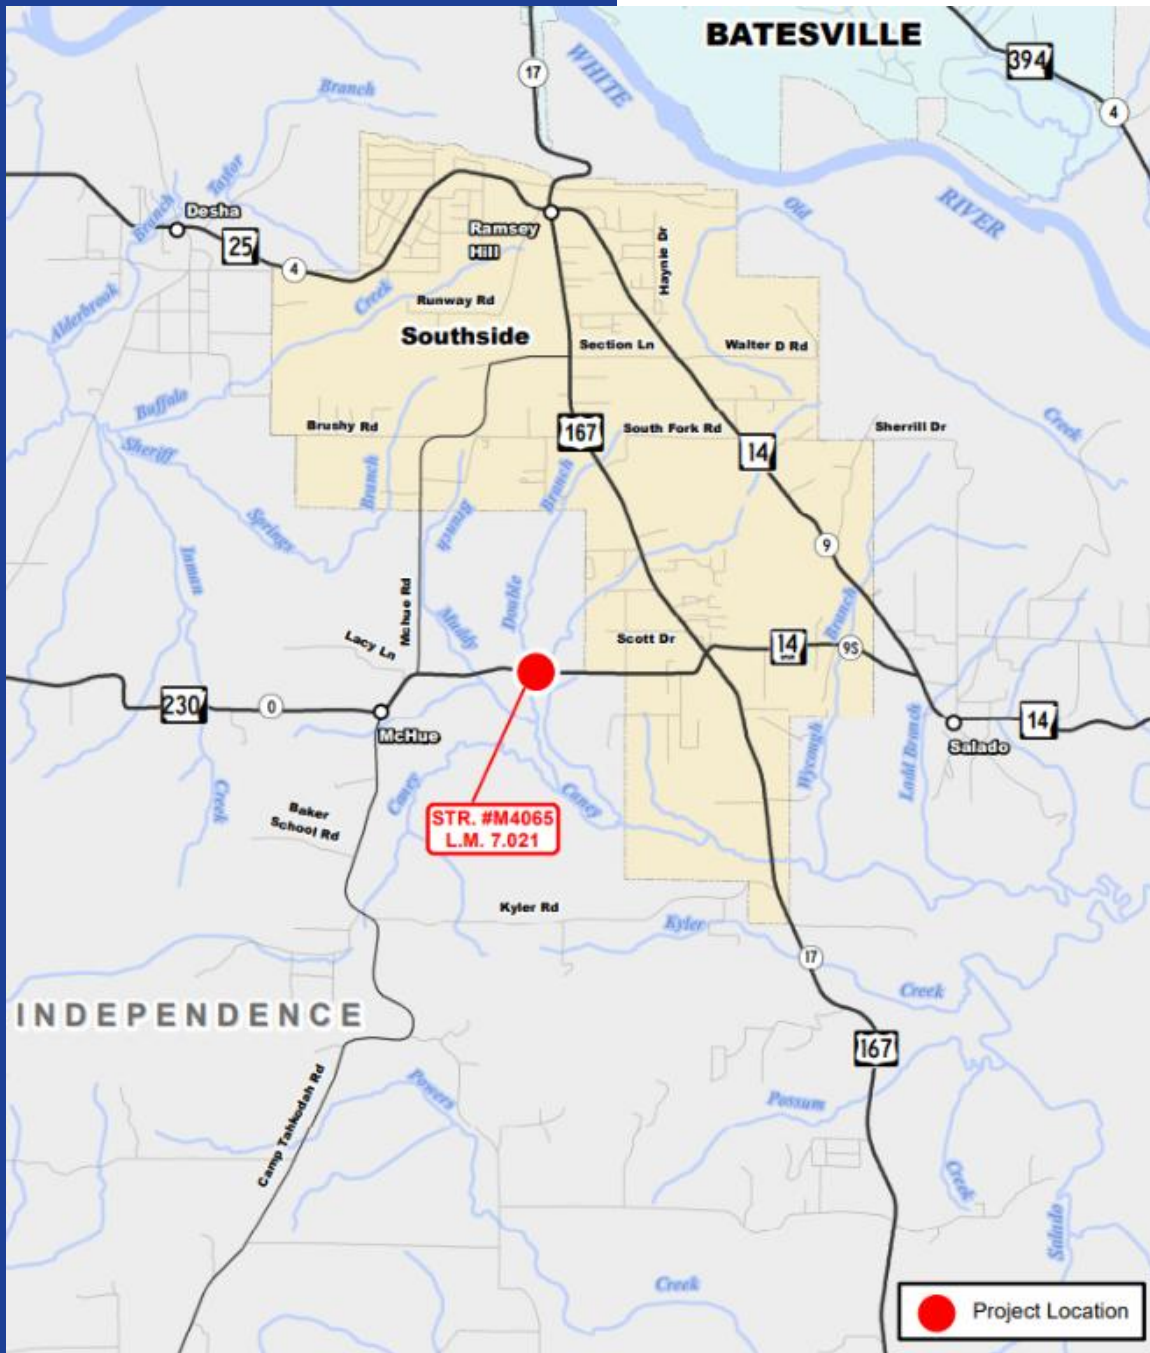 BATESVILLE
394
17
WHITE
4
Branch
Taylor
Branch
Desha
25
4
Ramsey
Hill
Haynie Dr
Old
RIVER
Alderbrook
Creek
Runway Rd
Southside
Section Ln
Walter D Rd
Buffalo
Brushy Rd
167
South Fork Rd
14
Sherrill Dr
Creek
Sheriff
Branch
Branch
Springs
Branch
Inman
9
Mchue Rd
Muddy
Double
Branch
Lacy Ln
Scott Dr
14
9S
230
0
McHue
Wycough
Ladd Branch
Salado
14
Creek
Caney
Caney
STR. #M4065
L.M. 7.021
Baker
School Rd
Kyler Rd
Kyler
17
Creek
INDEPENDENCE
167
Camp Tahkodah Rd
Powers
Possum
Creek
Salado
Creek
Project Location